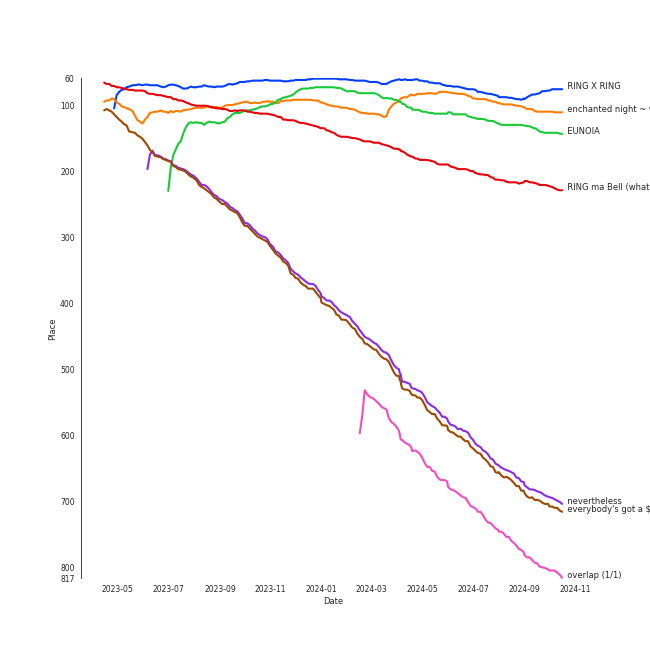 60
100
200
300
400
500
600
700
800
817
Place
2023-05
2023-07
2023-09
2023-11
2024-01
2024-03
2024-05
2024-07
2024-09
2024-11
Date
RING X RING
enchanted night ~
EUNOIA
RING ma Bell (what
nevertheless
everybody's got a $
overlap (1/1)